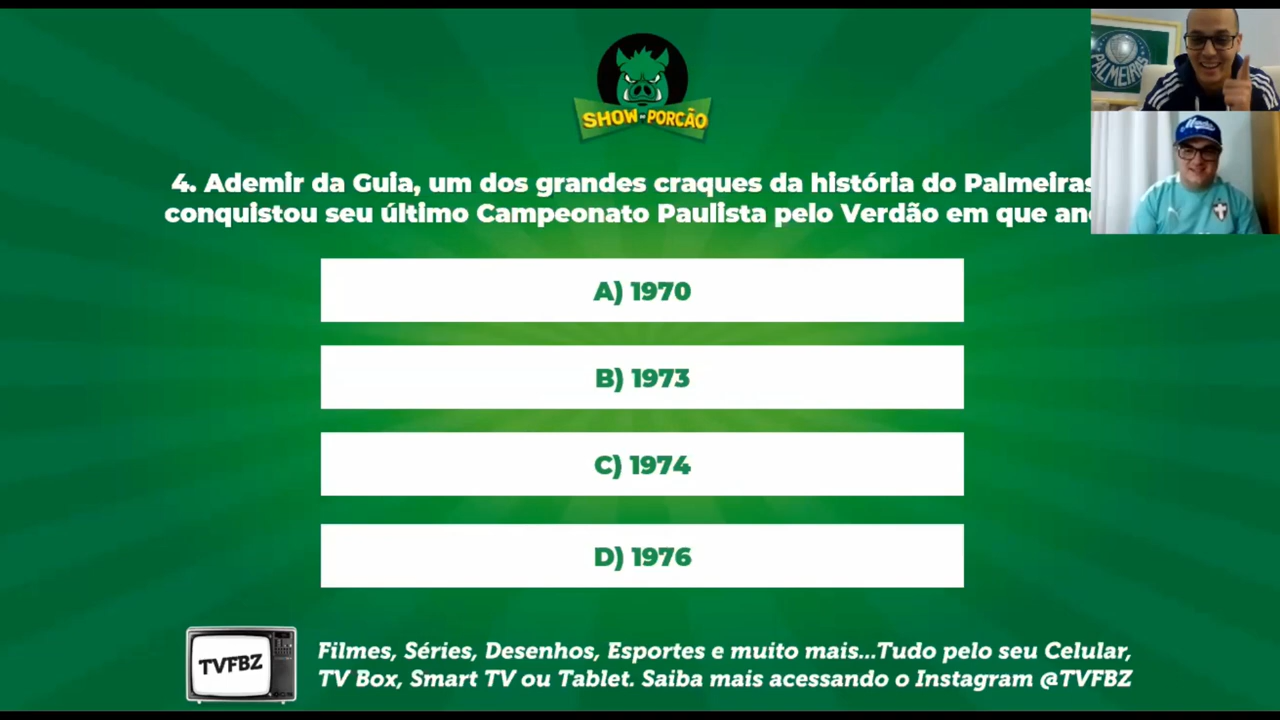 PALMEIRAS
SHOW DO PORCÃO
4. Ademir da Guia, um dos grandes craques da história do Palmeiras
conquistou seu último Campeonato Paulista pelo Verdão em que
A) 1970
B) 1973
C) 1974
D) 1976
TVFBZ
Filmes, Séries, Desenhos, Esportes e muito mais...Tudo pelo seu Celular,
TV Box, Smart TV ou Tablet. Saiba mais acessando o Instagram @TVFBZ